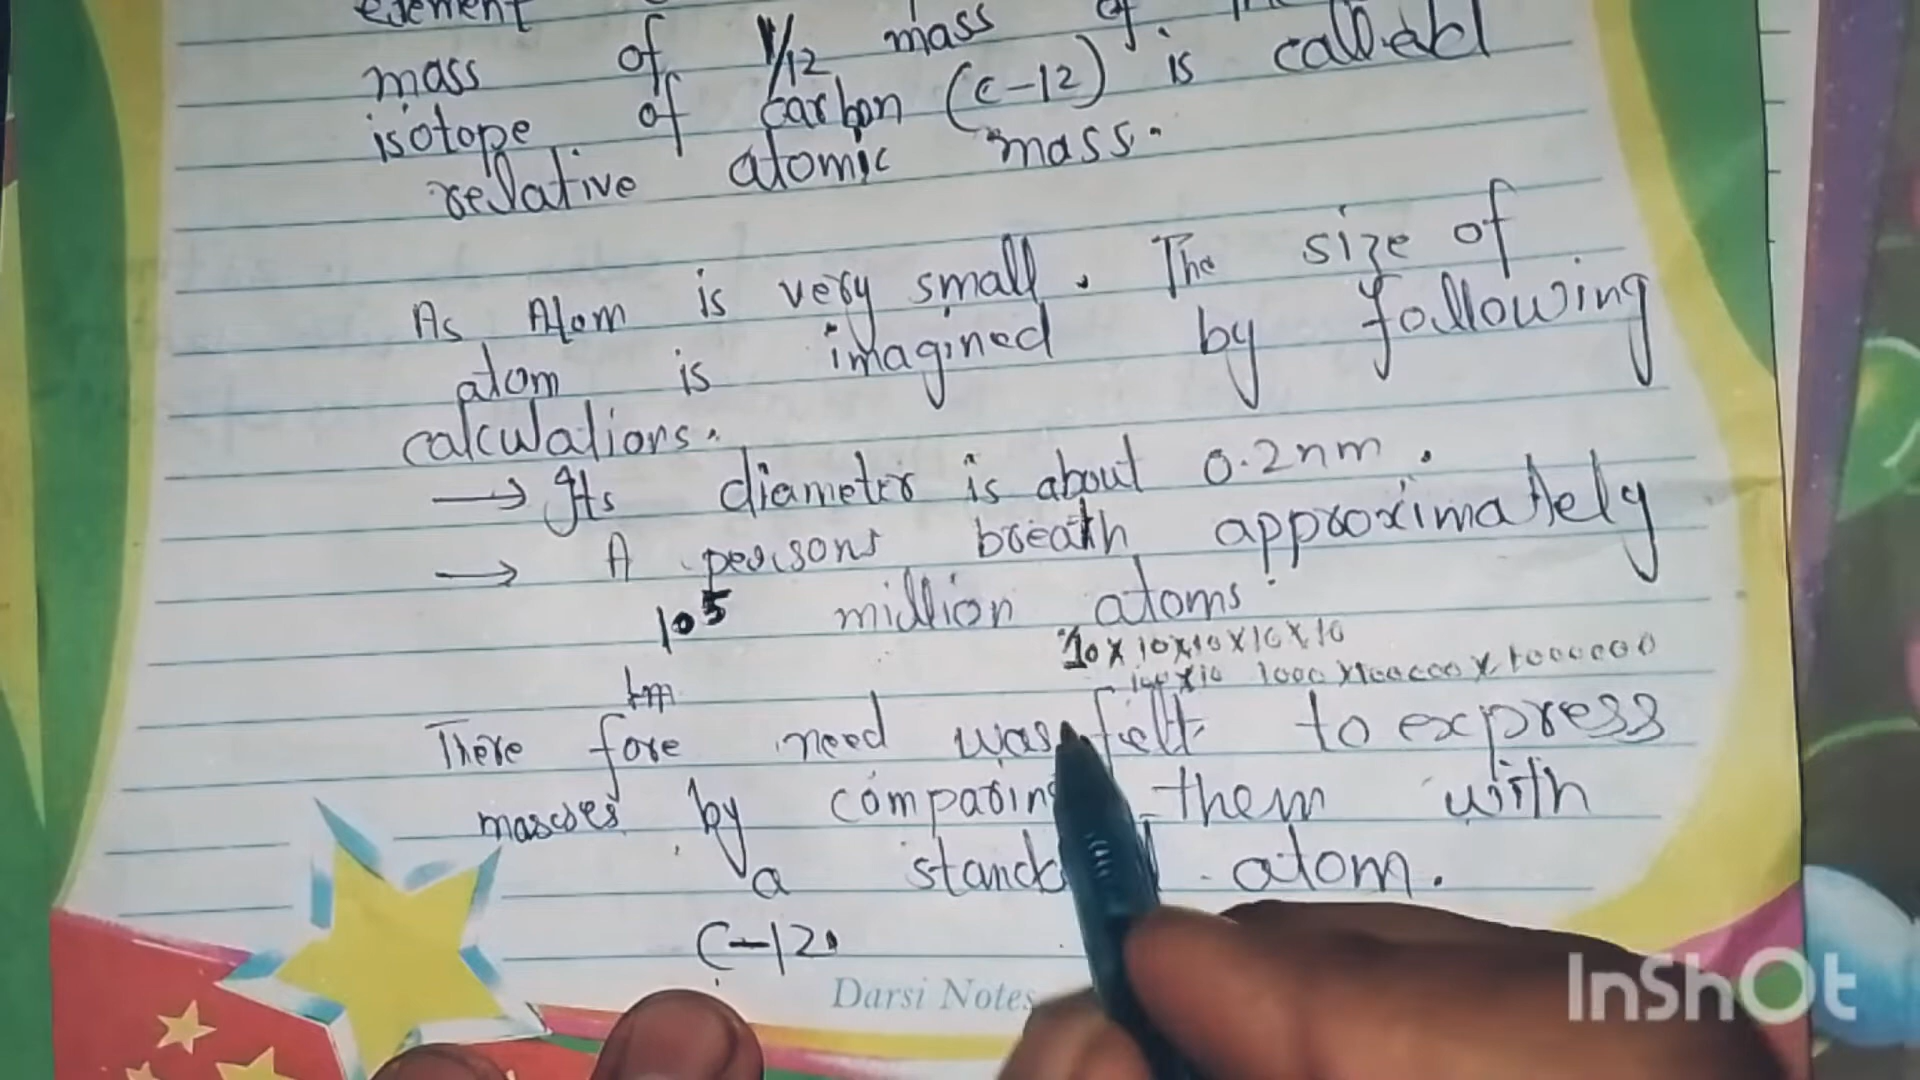 element
mass of 1/12 mass of
isotope of carbon (c-12) is called
relative atomic mass.
As Atom is very small. The size of
atom is imagined by following
calculations.
→ Its diameter is about 0.2nm.
→ A persons breath approximately
10⁵ million atoms.
10x10x10x10x10
100x10 1000x100000x1000000
There fore need was felt to express
masses by comparing them with
a atom.
C-12.
Darsi Notes
InShOt